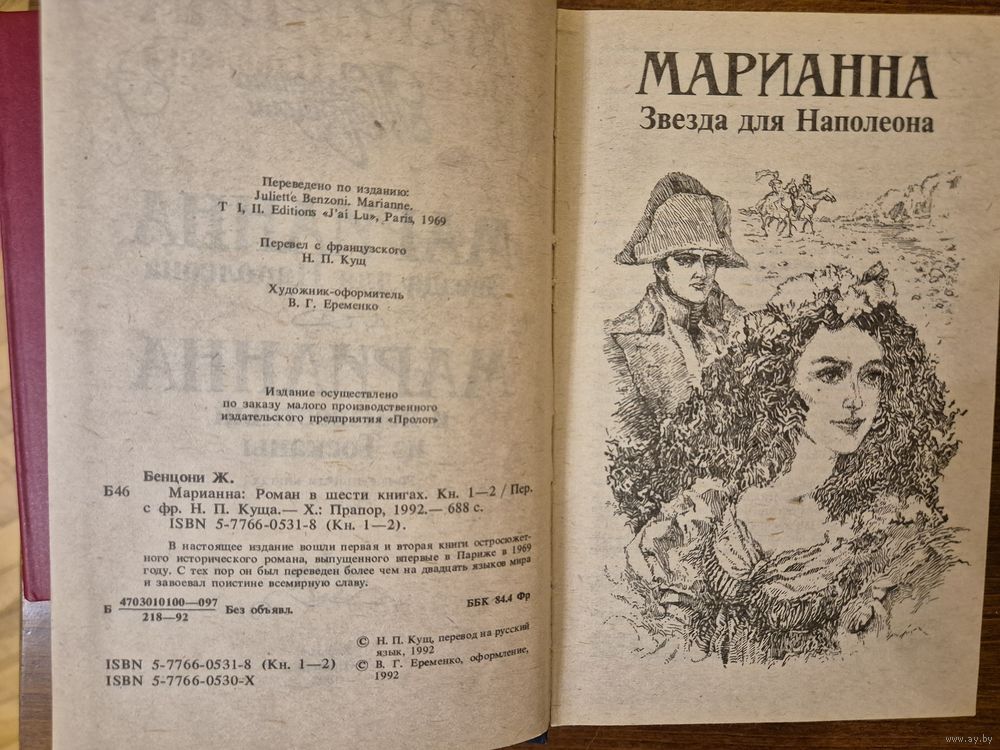 Переведено по изданию:
Juliette Benzoni. Marianne.
T I, II. Editions «J'ai Lu», Paris, 1969
Перевел с французского
Н. П. Кущ
Художник-оформитель
В. Г. Еременко
Издание осуществлено
по заказу малого производственного
издательского предприятия «Пролог»
Бенцони Ж.
Б46 Марианна: Роман в шести книгах. Кн. 1—2 / Пер.
с фр. Н. П. Куща.— Х.: Прапор, 1992.— 688 с.
ISBN 5-7766-0531-8 (Кн. 1—2).
В настоящее издание вошли первая и вторая книги остросюжет-
ного исторического романа, выпущенного впервые в Париже в 1969
году. С тех пор он был переведен более чем на двадцать языков мира
и завоевал поистине всемирную славу.
Б 4703010100—097 Без объявл. ББК 84.4 Фр
218—92
© Н. П. Кущ, перевод на русский
язык, 1992
ISBN 5-7766-0531-8 (Кн. 1—2) © В. Г. Еременко, оформление,
ISBN 5-7766-0530-X 1992
МАРИАННА
Звезда для Наполеона
www.ay.by